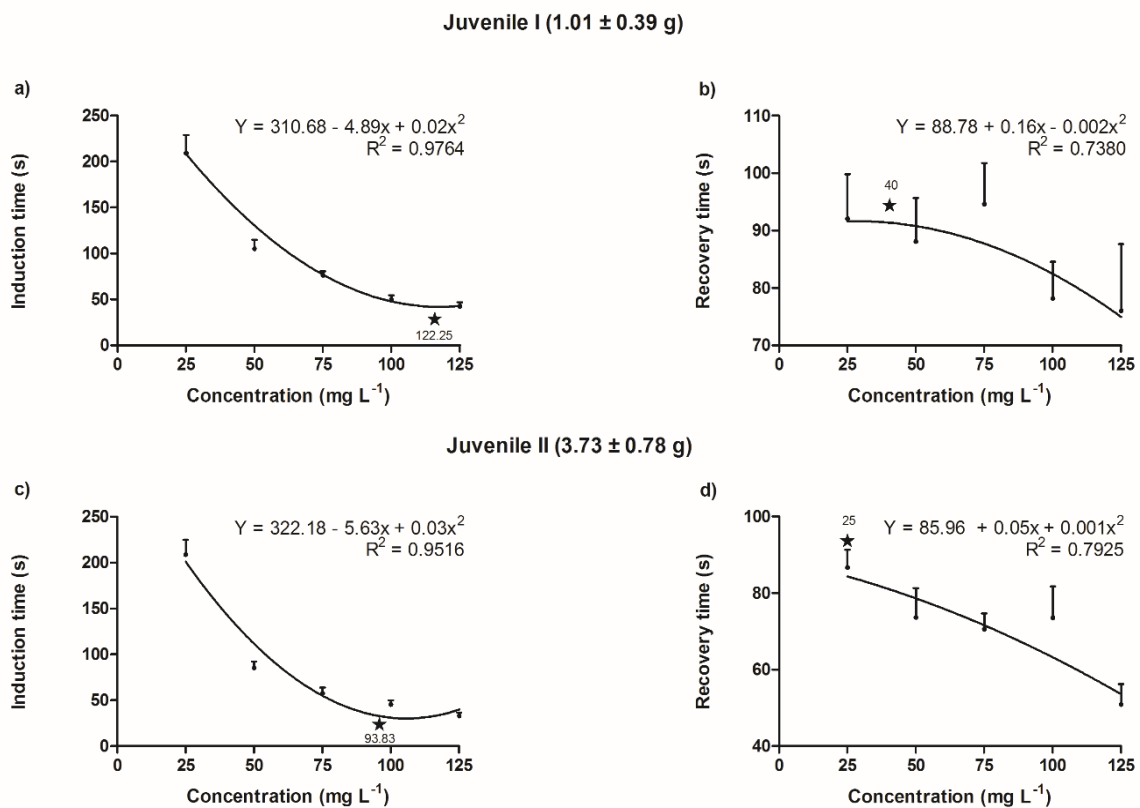 Juvenile I (1.01 ± 0.39 g)
a)
Y = 310.68 - 4.89x + 0.02x²
R² = 0.9764
250
200
150
100
50
0
Induction time (s)
122.25
0 25 50 75 100 125
Concentration (mg L⁻¹)
b)
Y = 88.78 + 0.16x - 0.002x²
R² = 0.7380
110
100
90
80
70
Recovery time (s)
40
0 25 50 75 100 125
Concentration (mg L⁻¹)
Juvenile II (3.73 ± 0.78 g)
c)
Y = 322.18 - 5.63x + 0.03x²
R² = 0.9516
250
200
150
100
50
0
Induction time (s)
93.83
0 25 50 75 100 125
Concentration (mg L⁻¹)
d)
Y = 85.96 + 0.05x + 0.001x²
R² = 0.7925
100
80
60
40
Recovery time (s)
25
0 25 50 75 100 125
Concentration (mg L⁻¹)